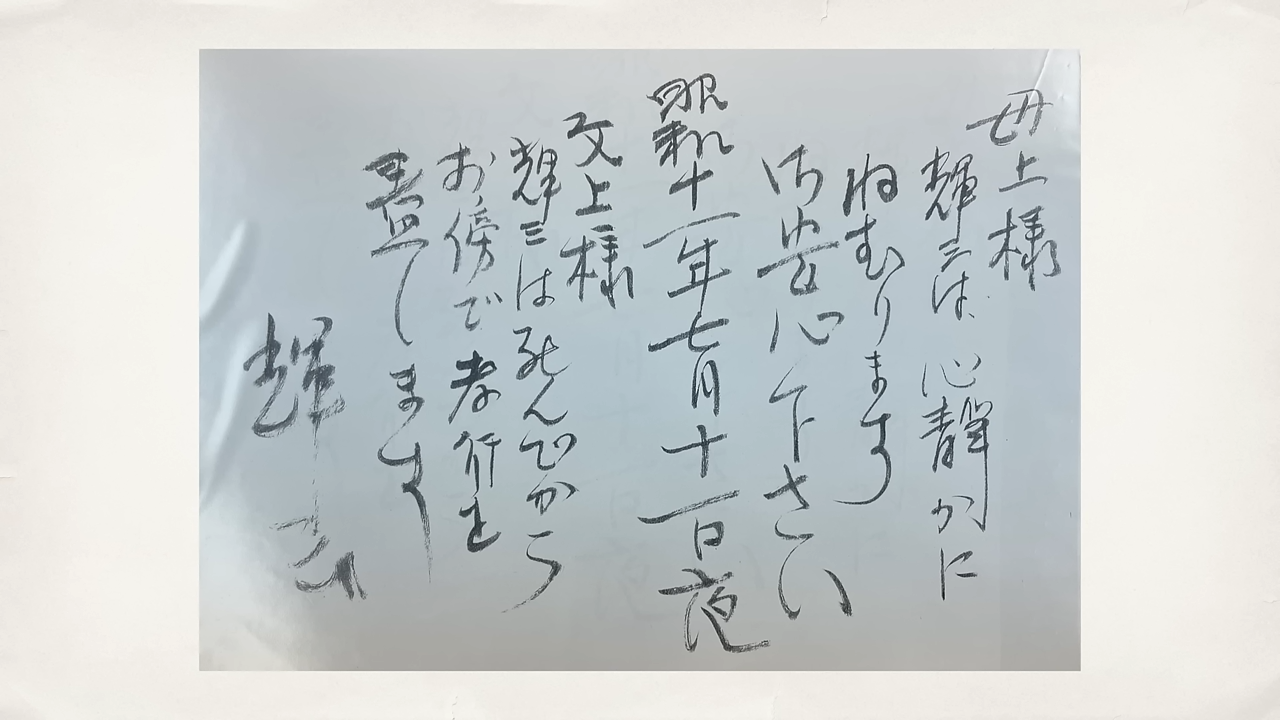 母上様
輝三は、心静かに
ねむります
御安心下さい
昭和十一年七月十一日夜
父上様
輝三は死んでから
お傍で孝行を
盡します
輝三